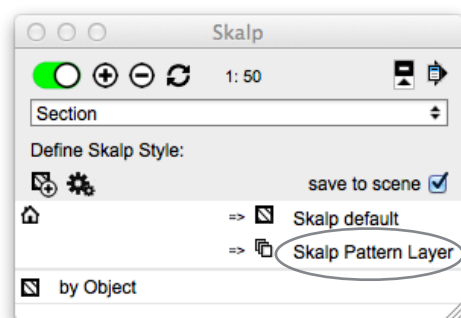 Skalp
1: 50
Section
Define Skalp Style:
save to scene
=> Skalp default
=> Skalp Pattern Layer
by Object